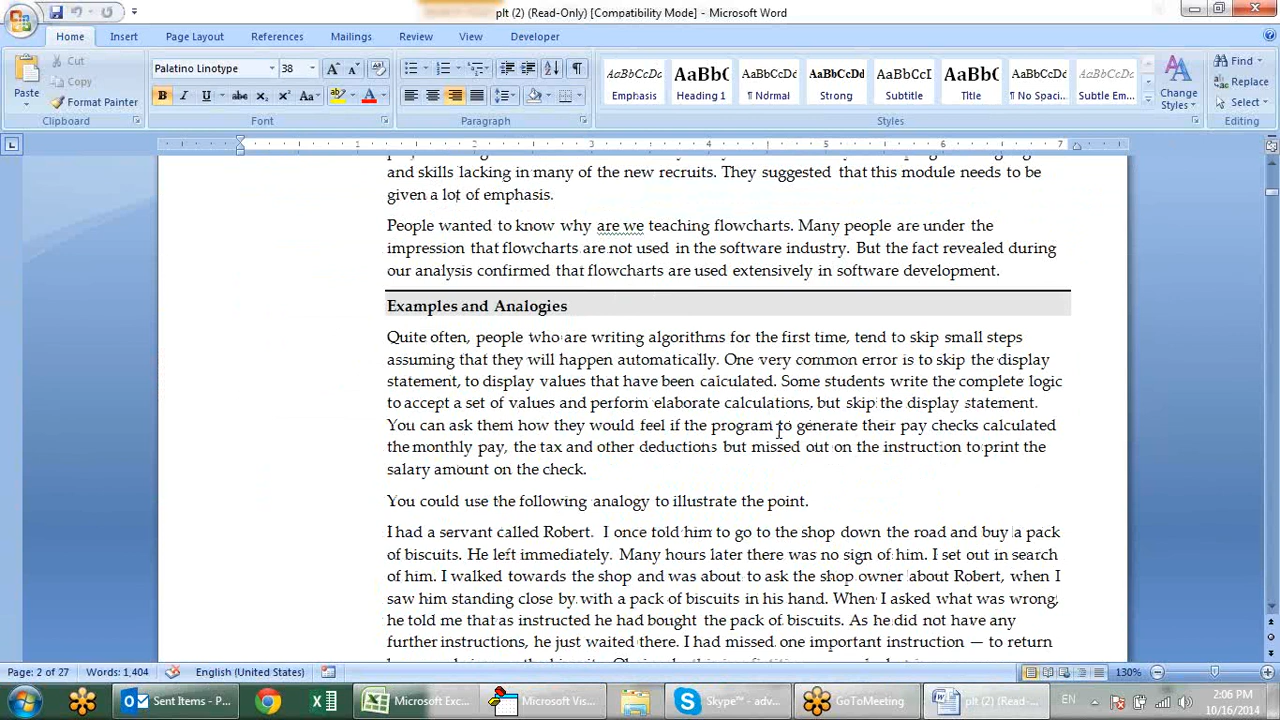 plt (2) (Read-Only) [Compatibility Mode] - Microsoft Word
Home Insert Page Layout References Mailings Review View Developer
Paste
Cut
Copy
Format Painter
Clipboard
Palatino Linotype 38
Font
Paragraph
AaBbCcDc AaBbC AaBbCcDc AaBbCcDd AaBbCcI AaBbC AaBbCcDc AaBbCcDc
Emphasis Heading 1 ¶ Normal Strong Subtitle Title ¶ No Spaci... Subtle Em...
Change Styles
Styles
Find
Replace
Select
Editing
1 2 3 4 5 6 7
and skills lacking in many of the new recruits. They suggested that this module needs to be
given a lot of emphasis.
People wanted to know why are we teaching flowcharts. Many people are under the
impression that flowcharts are not used in the software industry. But the fact revealed during
our analysis confirmed that flowcharts are used extensively in software development.
Examples and Analogies
Quite often, people who are writing algorithms for the first time, tend to skip small steps
assuming that they will happen automatically. One very common error is to skip the display
statement, to display values that have been calculated. Some students write the complete logic
to accept a set of values and perform elaborate calculations, but skip the display statement.
You can ask them how they would feel if the program to generate their pay checks calculated
the monthly pay, the tax and other deductions but missed out on the instruction to print the
salary amount on the check.
You could use the following analogy to illustrate the point.
I had a servant called Robert. I once told him to go to the shop down the road and buy a pack
of biscuits. He left immediately. Many hours later there was no sign of him. I set out in search
of him. I walked towards the shop and was about to ask the shop owner about Robert, when I
saw him standing close by with a pack of biscuits in his hand. When I asked what was wrong,
he told me that as instructed he had bought the pack of biscuits. As he did not have any
further instructions, he just waited there. I had missed one important instruction — to return
Page: 2 of 27 Words: 1,404 English (United States) 130%
Sent Items - P... Microsoft Exc... Microsoft Vis... Skype™ - adv... GoToMeeting plt (2) (Read-... EN 2:06 PM
10/16/2014